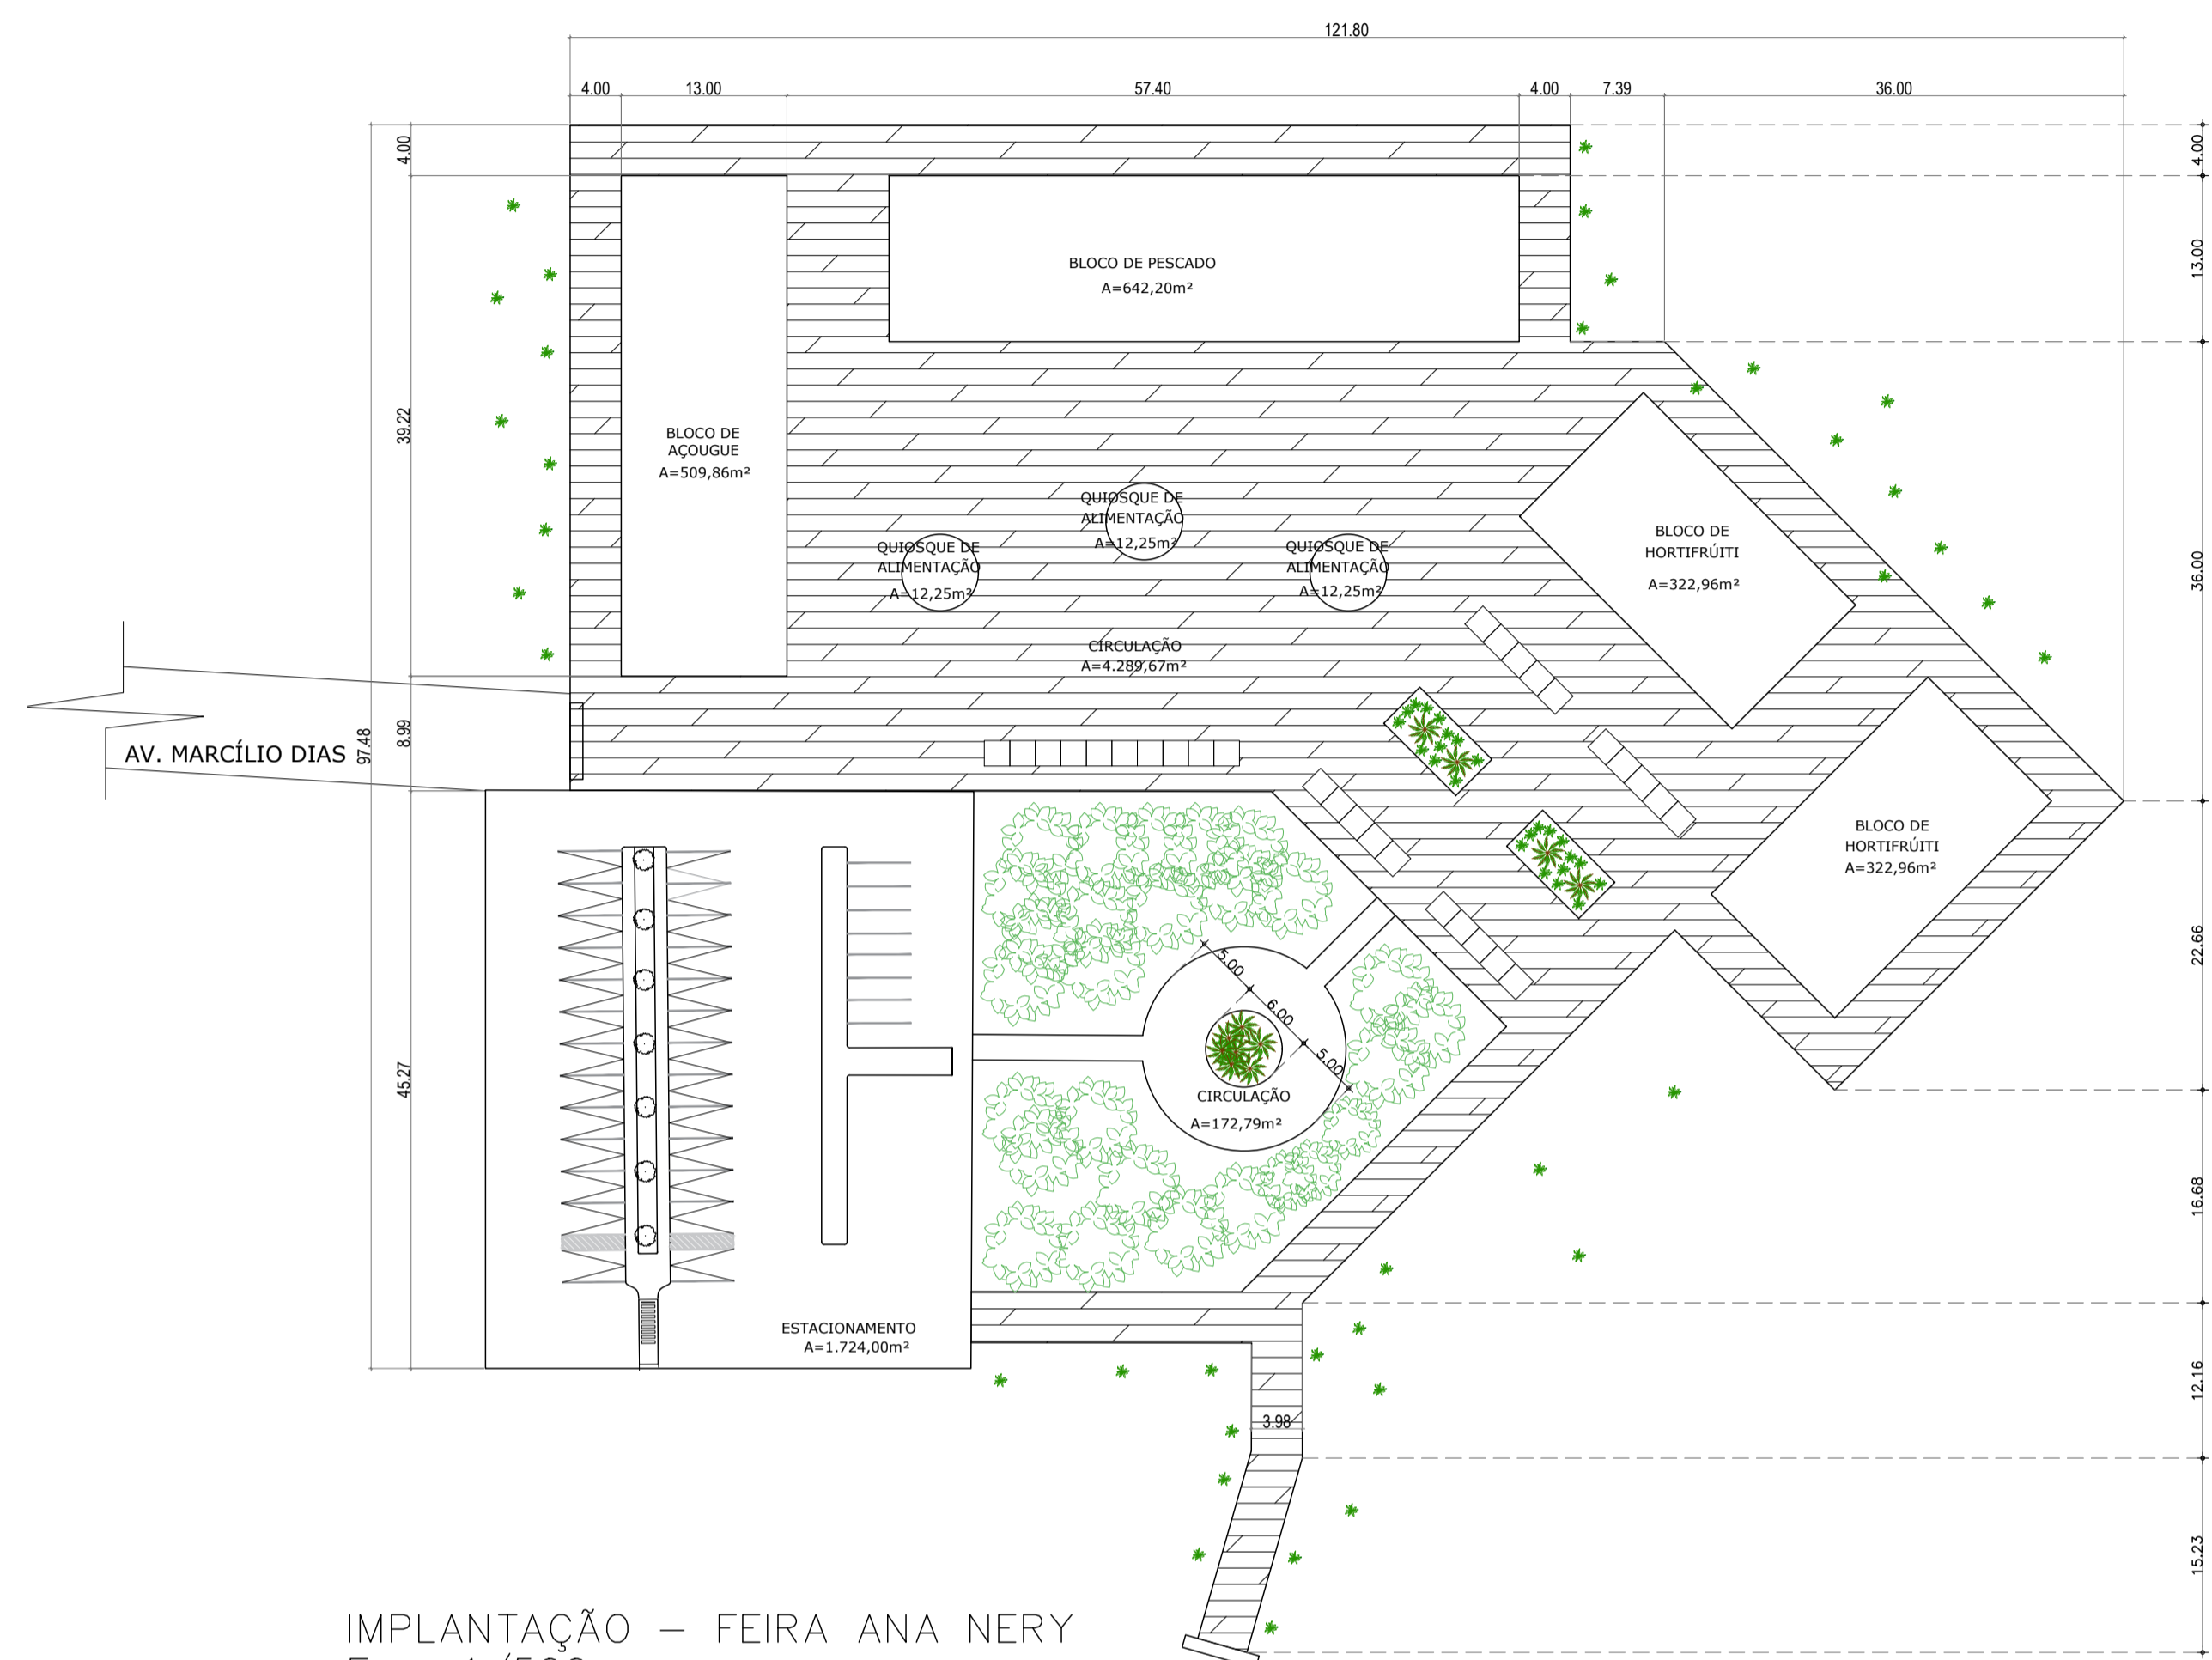 121.80
4.00
13.00
57.40
4.00
7.39
36.00
4.00
39.22
8.99
97.48
45.27
4.00
13.00
36.00
22.66
16.68
12.16
15.23
BLOCO DE PESCADO
A=642,20m²
BLOCO DE
AÇOUGUE
A=509,86m²
QUIOSQUE DE
ALIMENTAÇÃO
A=12,25m²
QUIOSQUE DE
ALIMENTAÇÃO
A=12,25m²
QUIOSQUE DE
ALIMENTAÇÃO
A=12,25m²
BLOCO DE
HORTIFRÚITI
A=322,96m²
CIRCULAÇÃO
A=4.289,67m²
AV. MARCÍLIO DIAS
BLOCO DE
HORTIFRÚITI
A=322,96m²
5.00
6.00
5.00
CIRCULAÇÃO
A=172,79m²
ESTACIONAMENTO
A=1.724,00m²
3.98
IMPLANTAÇÃO – FEIRA ANA NERY